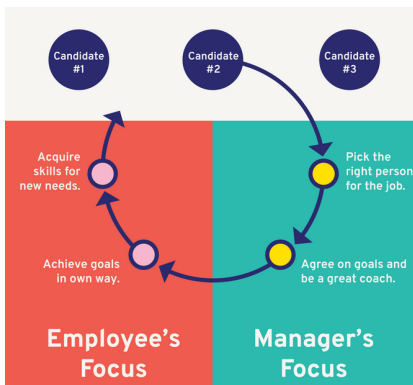 Candidate
#1
Candidate
#2
Candidate
#3
Acquire
skills for
new needs.
Pick the
right person
for the job.
Achieve goals
in own way.
Agree on goals and
be a great coach.
Employee's
Focus
Manager's
Focus